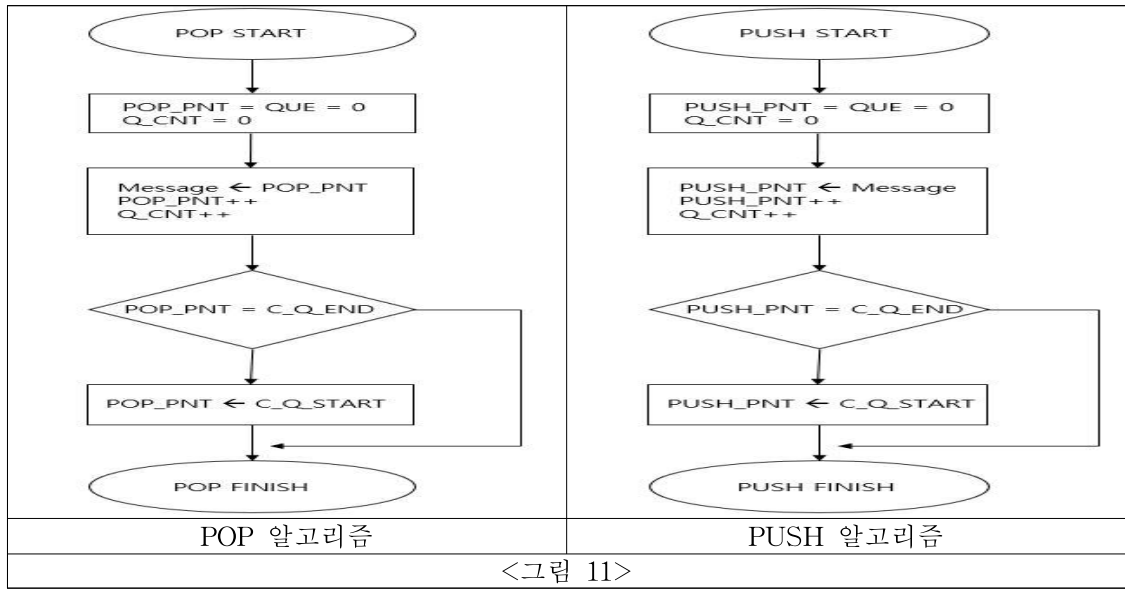 POP START
POP_PNT = QUE = 0
Q_CNT = 0
Message ← POP_PNT
POP_PNT++
Q_CNT++
POP_PNT = C_Q_END
POP_PNT ← C_Q_START
POP FINISH
PUSH START
PUSH_PNT = QUE = 0
Q_CNT = 0
PUSH_PNT ← Message
PUSH_PNT++
Q_CNT++
PUSH_PNT = C_Q_END
PUSH_PNT ← C_Q_START
PUSH FINISH
POP 알고리즘
PUSH 알고리즘
<그림 11>